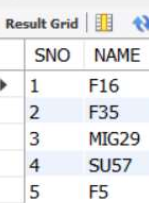 Result Grid
SNO NAME
1 F16
2 F35
3 MIG29
4 SU57
5 F5